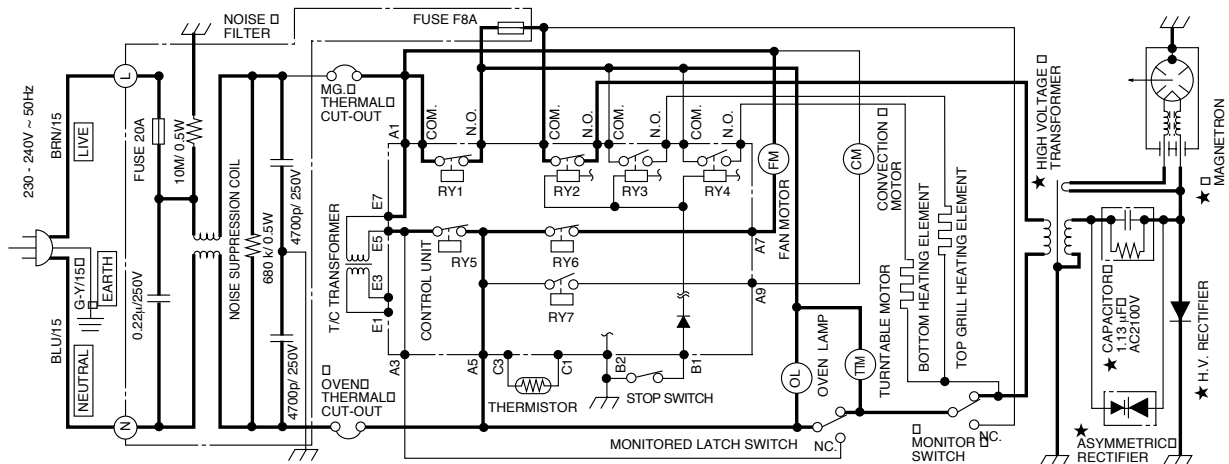 NOISE
FILTER
FUSE F8A
230 - 240V ~ 50Hz
BRN/15
LIVE
L
FUSE 20A
10M/ 0.5W
MG.
THERMAL
CUT-OUT
A1
COM.
N.O.
COM.
N.O.
COM.
N.O.
COM.
N.O.
RY1
RY2
RY3
RY4
FM
FAN MOTOR
CM
CONVECTION
MOTOR
HIGH VOLTAGE
TRANSFORMER
MAGNETRON
G-Y/15
EARTH
0.22µ/250V
NOISE SUPPRESSION COIL
680 k/ 0.5W
4700p/ 250V
4700p/ 250V
T/C TRANSFORMER
E7
E5
E3
E1
CONTROL UNIT
RY5
RY6
RY7
A7
A9
BLU/15
NEUTRAL
N
OVEN
THERMAL
CUT-OUT
A3
A5
C3
C1
B2
B1
THERMISTOR
STOP SWITCH
OL
OVEN LAMP
TTM
TURNTABLE MOTOR
BOTTOM HEATING ELEMENT
TOP GRILL HEATING ELEMENT
MONITORED LATCH SWITCH
NC.
MONITOR
SWITCH
NC.
CAPACITOR
1.13 µF
AC2100V
H.V. RECTIFIER
ASYMMETRIC
RECTIFIER